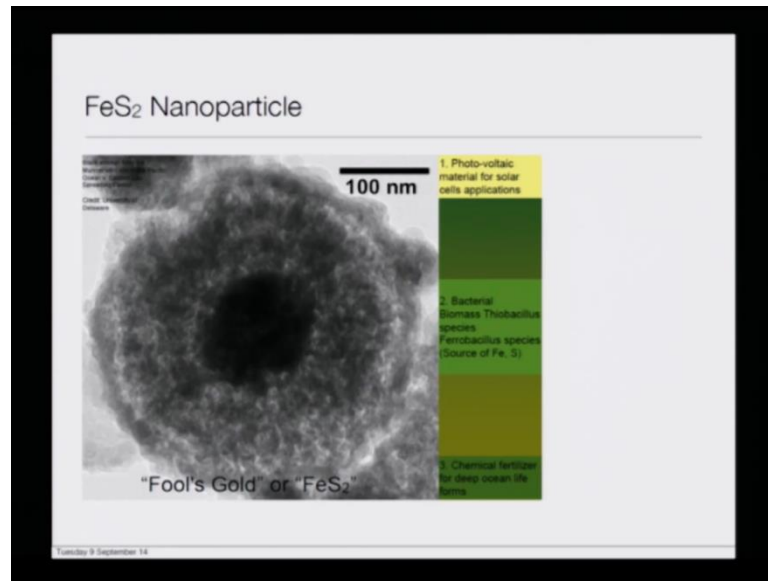 FeS₂ Nanoparticle
100 nm
1. Photo-voltaic
material for solar
cells applications
2. Bacterial
Biomass Thiobacillus
species
Ferrobacillus species
(Source of Fe, S)
3. Chemical fertilizer
for deep ocean life
forms
"Fool's Gold" or "FeS₂"
Tuesday 9 September 14